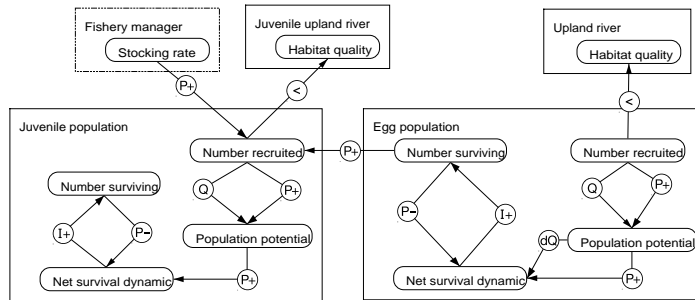 Fishery manager
Stocking rate
Juvenile upland river
Habitat quality
Upland river
Habitat quality
P+
<
<
Juvenile population
Number recruited
P+
Egg population
Number surviving
Number recruited
Number surviving
Q
P+
Q
P+
I+
P−
P−
I+
Population potential
dQ
Population potential
Net survival dynamic
P+
Net survival dynamic
P+